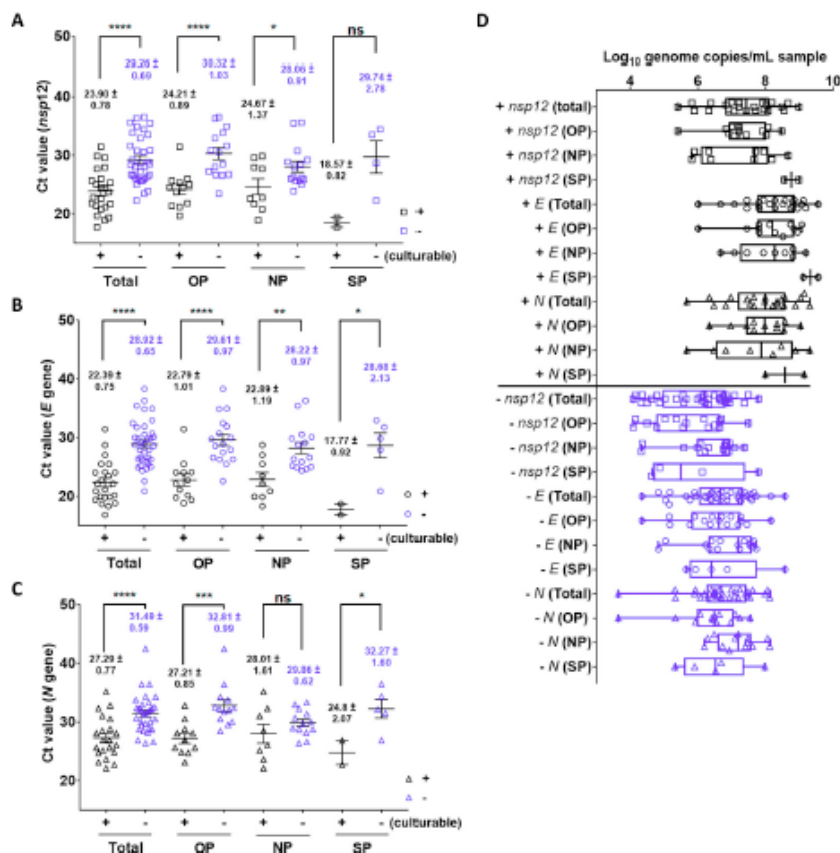 A
**** **** * ns
29.26 ± 0.69
30.32 ± 1.03
28.06 ± 0.91
29.74 ± 2.78
23.90 ± 0.78
24.21 ± 0.89
24.67 ± 1.37
18.57 ± 0.82
Ct value (nsp12)
50
40
30
20
+ - + - + - + - (culturable)
Total OP NP SP
+
-
B
**** **** ** *
28.92 ± 0.65
29.61 ± 0.97
28.22 ± 0.97
28.68 ± 2.13
22.39 ± 0.75
22.79 ± 1.01
22.89 ± 1.19
17.77 ± 0.92
Ct value (E gene)
50
40
30
20
+ - + - + - + - (culturable)
Total OP NP SP
+
-
C
**** *** ns *
31.49 ± 0.59
32.81 ± 0.99
29.86 ± 0.62
32.27 ± 1.60
27.20 ± 0.77
27.21 ± 0.85
28.01 ± 1.61
24.8 ± 2.07
Ct value (N gene)
50
40
30
20
+ - + - + - + - (culturable)
Total OP NP SP
+
-
D
Log10 genome copies/mL sample
4 6 8 10
+ nsp12 (total)
+ nsp12 (OP)
+ nsp12 (NP)
+ nsp12 (SP)
+ E (Total)
+ E (OP)
+ E (NP)
+ E (SP)
+ N (Total)
+ N (OP)
+ N (NP)
+ N (SP)
- nsp12 (Total)
- nsp12 (OP)
- nsp12 (NP)
- nsp12 (SP)
- E (Total)
- E (OP)
- E (NP)
- E (SP)
- N (Total)
- N (OP)
- N (NP)
- N (SP)